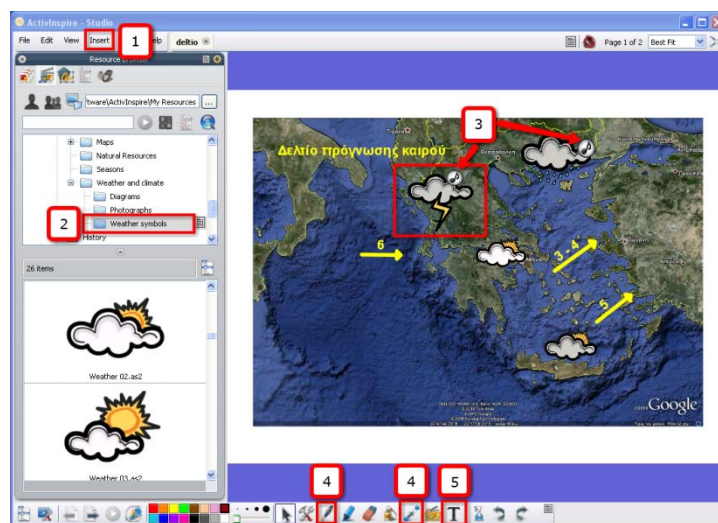 ActivInspire - Studio
File Edit View Insert
deltio
Page 1 of 2 Best Fit
1
Resource Browser
tware\ActivInspire\My Resources ...
Maps
Natural Resources
Seasons
Weather and climate
Diagrams
Photographs
2
Weather symbols
History
26 items
Weather 02.as2
Weather 03.as2
3
Δελτίο πρόγνωσης καιρού
6
3 - 4
5
Google
4
4
5
T